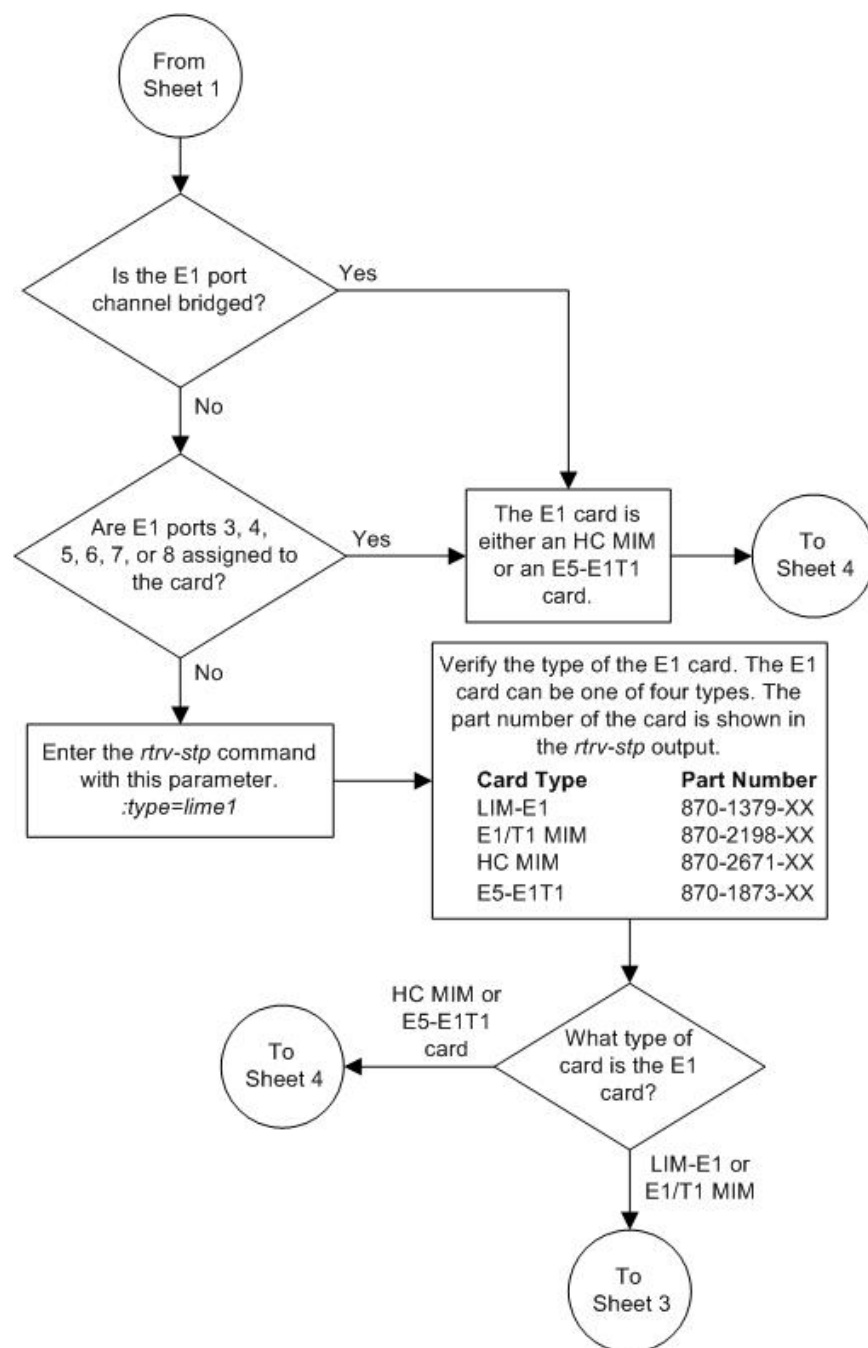 From
Sheet 1
Is the E1 port
channel bridged?
Yes
No
Are E1 ports 3, 4,
5, 6, 7, or 8 assigned to
the card?
Yes
The E1 card is
either an HC MIM
or an E5-E1T1
card.
To
Sheet 4
No
Enter the rtrv-stp command
with this parameter.
:type=lime1
Verify the type of the E1 card. The E1
card can be one of four types. The
part number of the card is shown in
the rtrv-stp output.
Card Type Part Number
LIM-E1 870-1379-XX
E1/T1 MIM 870-2198-XX
HC MIM 870-2671-XX
E5-E1T1 870-1873-XX
HC MIM or
E5-E1T1
card
To
Sheet 4
What type of
card is the E1
card?
LIM-E1 or
E1/T1 MIM
To
Sheet 3